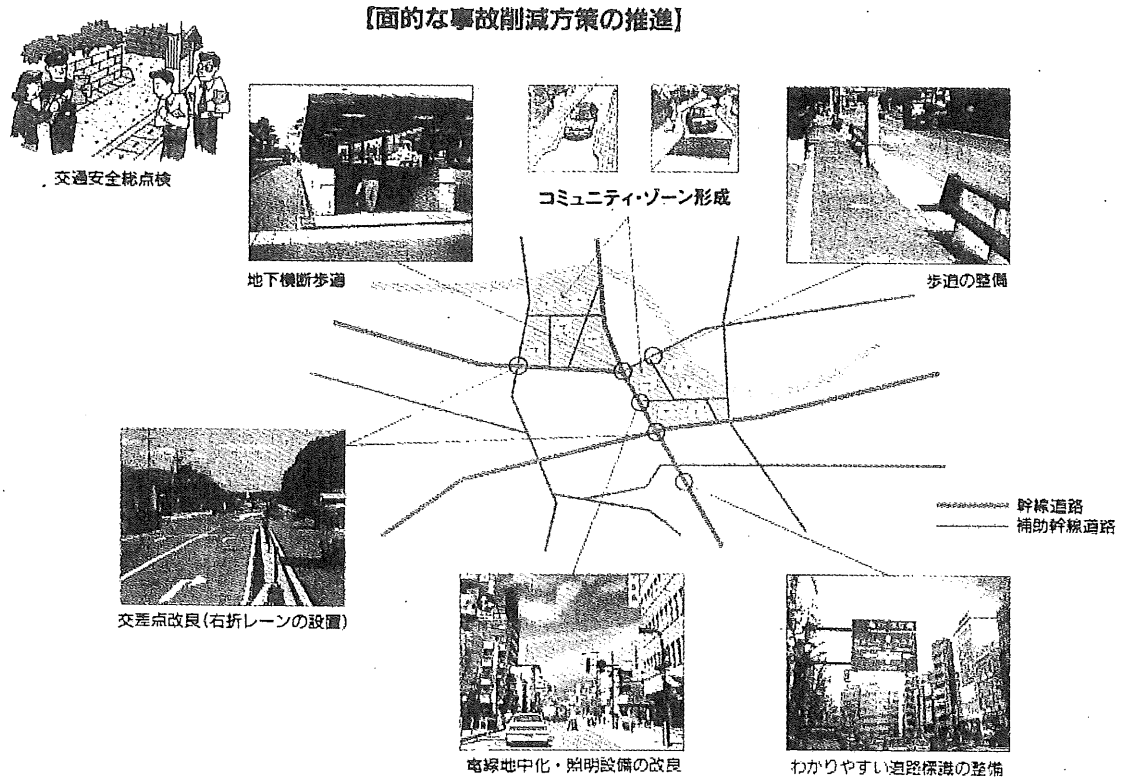 【面的な事故削減方策の推進】
交通安全総点検
地下横断歩道
コミュニティ・ゾーン形成
歩道の整備
交差点改良(右折レーンの設置)
幹線道路
補助幹線道路
電線地中化・照明設備の改良
わかりやすい道路標識の整備